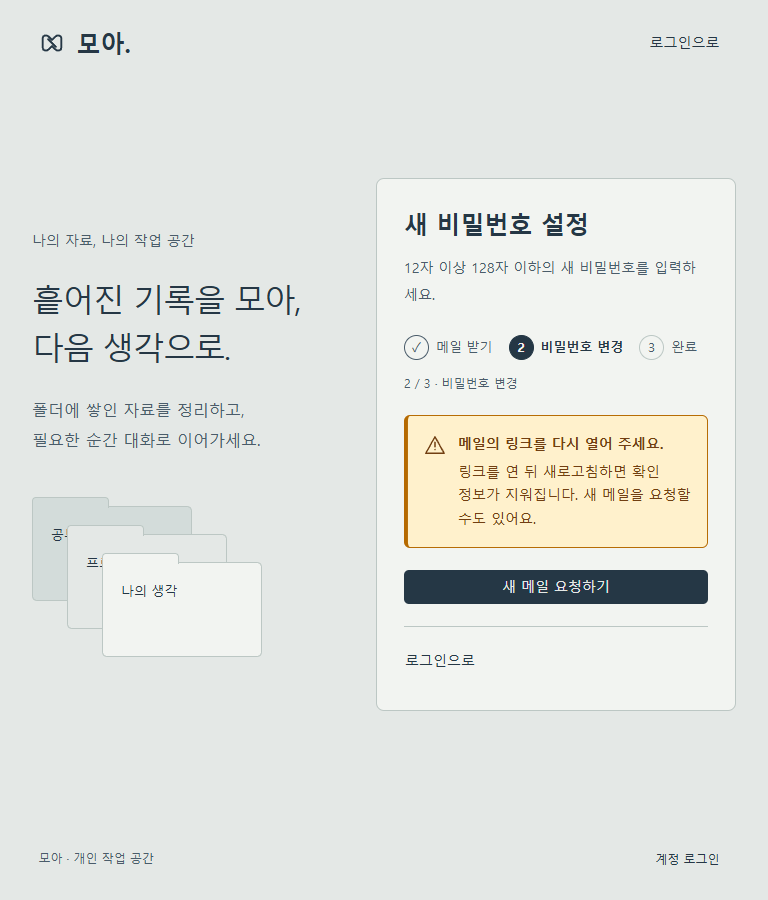 모아.
로그인으로
나의 자료, 나의 작업 공간
흩어진 기록을 모아,
다음 생각으로.
폴더에 쌓인 자료를 정리하고,
필요한 순간 대화로 이어가세요.
나의 생각
새 비밀번호 설정
12자 이상 128자 이하의 새 비밀번호를 입력하
세요.
✓ 메일 받기 2 비밀번호 변경 3 완료
2 / 3 · 비밀번호 변경
메일의 링크를 다시 열어 주세요.
링크를 연 뒤 새로고침하면 확인
정보가 지워집니다. 새 메일을 요청할
수도 있어요.
새 메일 요청하기
로그인으로
모아 · 개인 작업 공간
계정 로그인